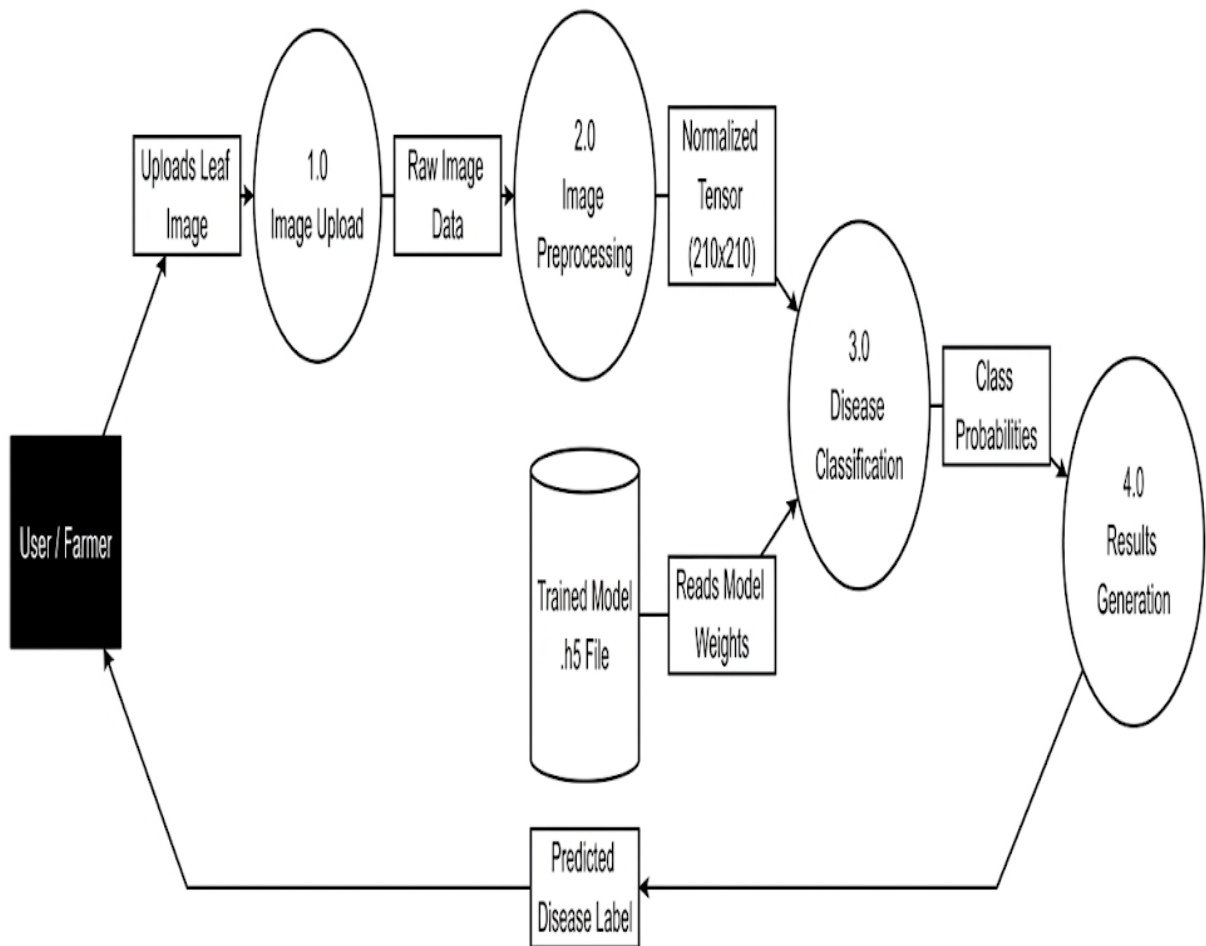 Uploads Leaf
Image
1.0
Image Upload
Raw Image
Data
2.0
Image
Preprocessing
Normalized
Tensor
(210x210)
3.0
Disease
Classification
Class
Probabilities
4.0
Results
Generation
User / Farmer
Trained Model
.h5 File
Reads Model
Weights
Predicted
Disease Label